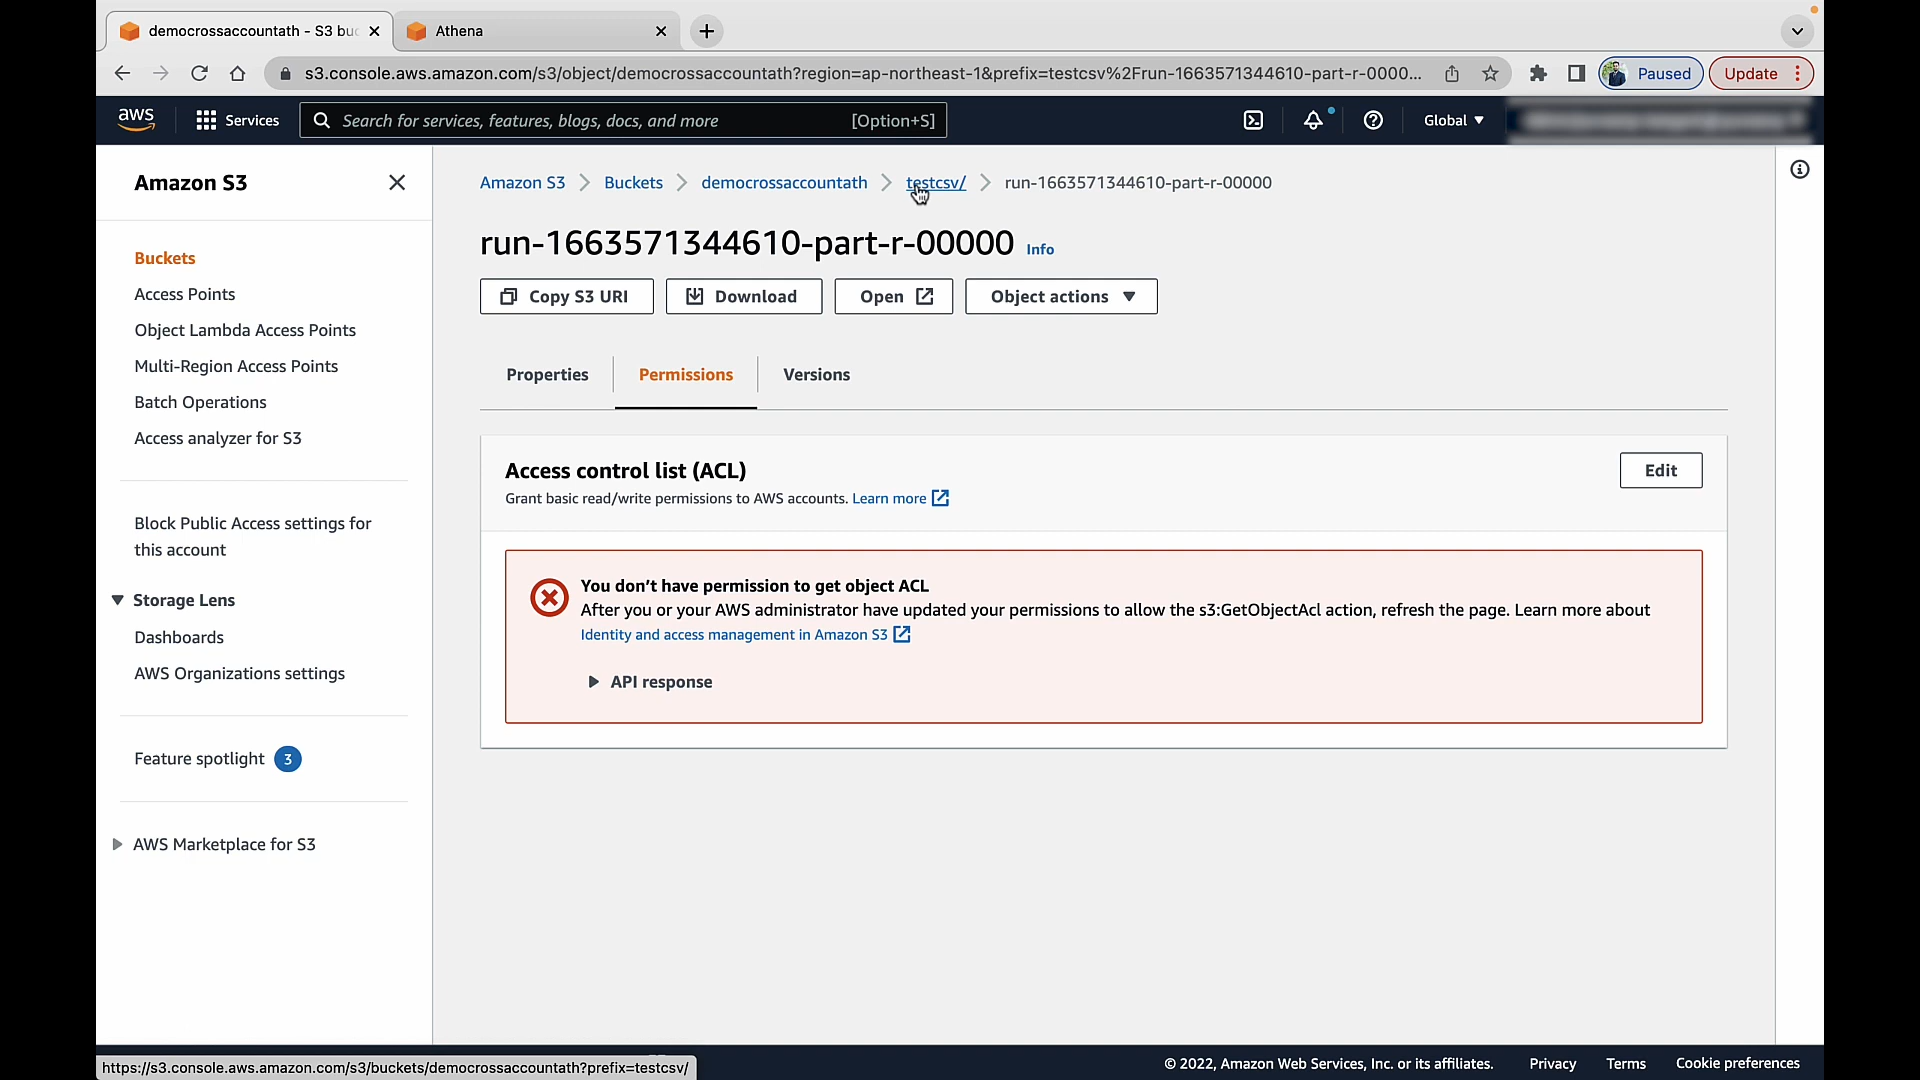 democrossaccountath - S3 buc
Athena
s3.console.aws.amazon.com/s3/object/democrossaccountath?region=ap-northeast-1&prefix=testcsv%2Frun-1663571344610-part-r-0000...
Paused
Update
aws
Services
Search for services, features, blogs, docs, and more
[Option+S]
Global
Amazon S3
Buckets
Access Points
Object Lambda Access Points
Multi-Region Access Points
Batch Operations
Access analyzer for S3
Block Public Access settings for
this account
Storage Lens
Dashboards
AWS Organizations settings
Feature spotlight 3
AWS Marketplace for S3
Amazon S3 > Buckets > democrossaccountath > testcsv/ > run-1663571344610-part-r-00000
run-1663571344610-part-r-00000 Info
Copy S3 URI
Download
Open
Object actions
Properties
Permissions
Versions
Access control list (ACL)
Grant basic read/write permissions to AWS accounts. Learn more
Edit
You don't have permission to get object ACL
After you or your AWS administrator have updated your permissions to allow the s3:GetObjectAcl action, refresh the page. Learn more about
Identity and access management in Amazon S3
API response
https://s3.console.aws.amazon.com/s3/buckets/democrossaccountath?prefix=testcsv/
© 2022, Amazon Web Services, Inc. or its affiliates.
Privacy
Terms
Cookie preferences